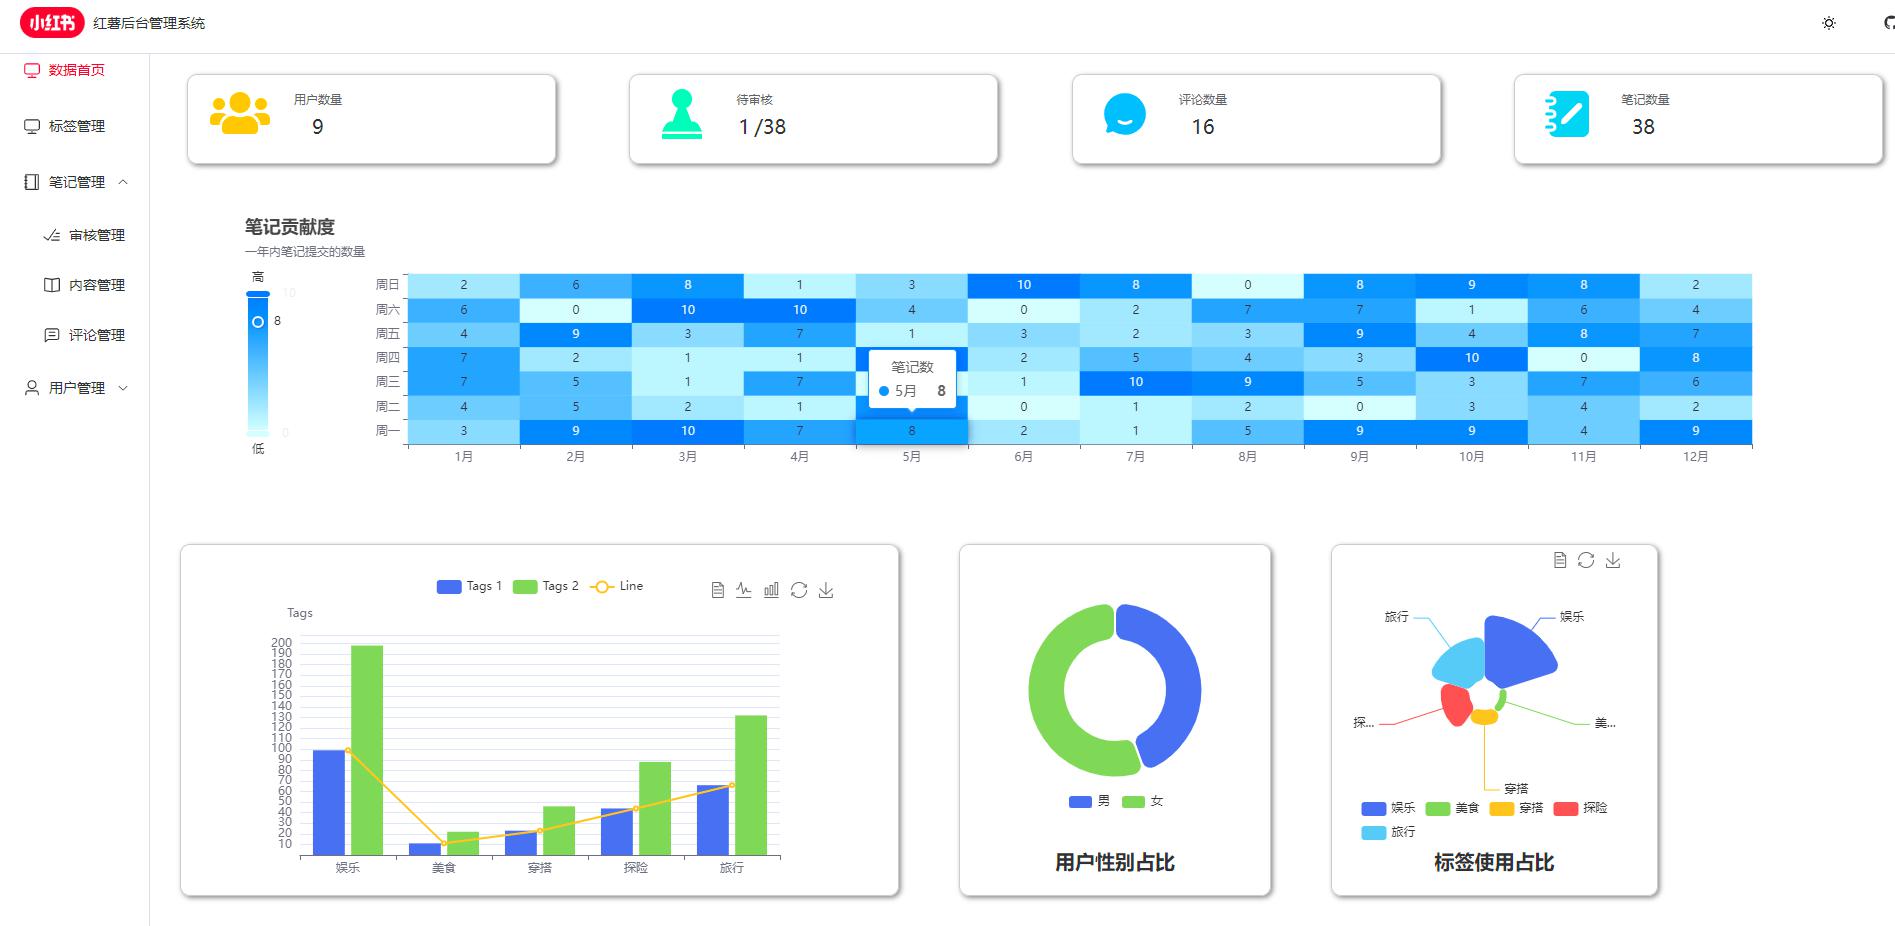 小红书 红薯后台管理系统
数据首页
标签管理
笔记管理
审核管理
内容管理
评论管理
用户管理
用户数量
9
待审核
1 /38
评论数量
16
笔记数量
38
笔记贡献度
一年内笔记提交的数量
高
10
8
0
低
周日 2 6 8 1 3 10 8 0 8 9 8 2
周六 6 0 10 10 4 0 2 7 7 1 6 4
周五 4 9 3 7 1 3 2 3 9 4 8 7
周四 7 2 1 1 2 5 4 3 10 0 8
周三 7 5 1 7 1 10 9 5 3 7 6
周二 4 5 2 1 0 1 2 0 3 4 2
周一 3 9 10 7 8 2 1 5 9 9 4 9
1月 2月 3月 4月 5月 6月 7月 8月 9月 10月 11月 12月
笔记数
5月 8
Tags 1 Tags 2 Line
Tags
200
190
180
170
160
150
140
130
120
110
100
90
80
70
60
50
40
30
20
10
娱乐 美食 穿搭 探险 旅行
男 女
用户性别占比
旅行
娱乐
探...
美...
穿搭
娱乐 美食 穿搭 探险
旅行
标签使用占比